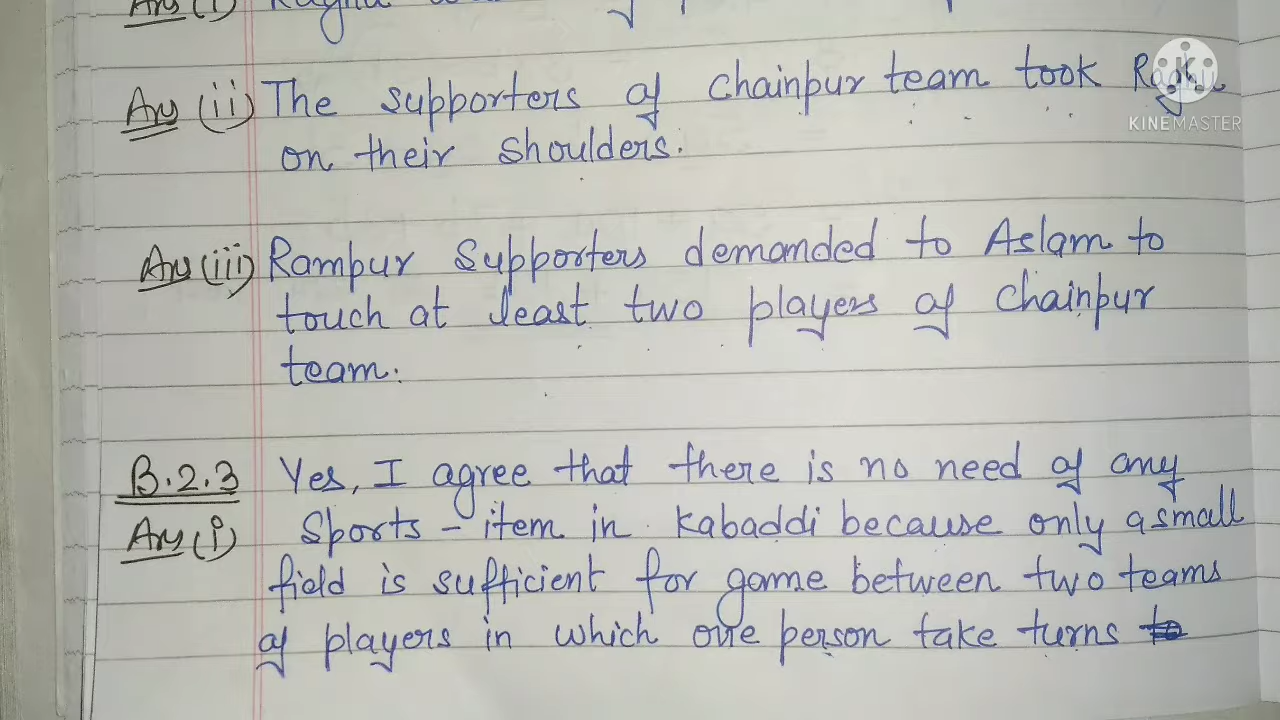 Ans (i)
Ans (ii) The supporters of Chainpur team took Raghu
on their shoulders.
KINEMASTER
Ans (iii) Rampur Supporters demanded to Aslam to
touch at least two players of Chainpur
team.
B.2.3 Yes, I agree that there is no need of any
Ans (i) Sports - item in Kabaddi because only a small
field is sufficient for game between two teams
of players in which one person take turns to